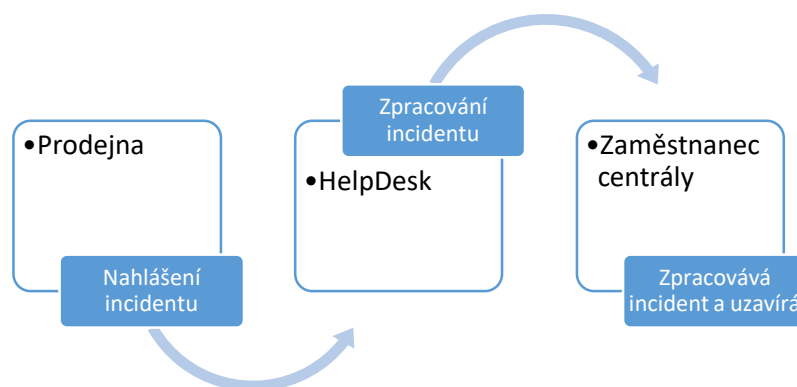 •Prodejna
Nahlášení
incidentu
Zpracování
incidentu
•HelpDesk
•Zaměstnanec
centrály
Zpracovává
incident a uzavírá